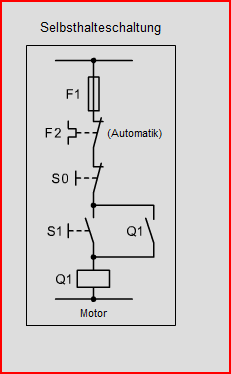 Selbsthalteschaltung
F1
F2 (Automatik)
S0
S1 Q1
Q1
Motor